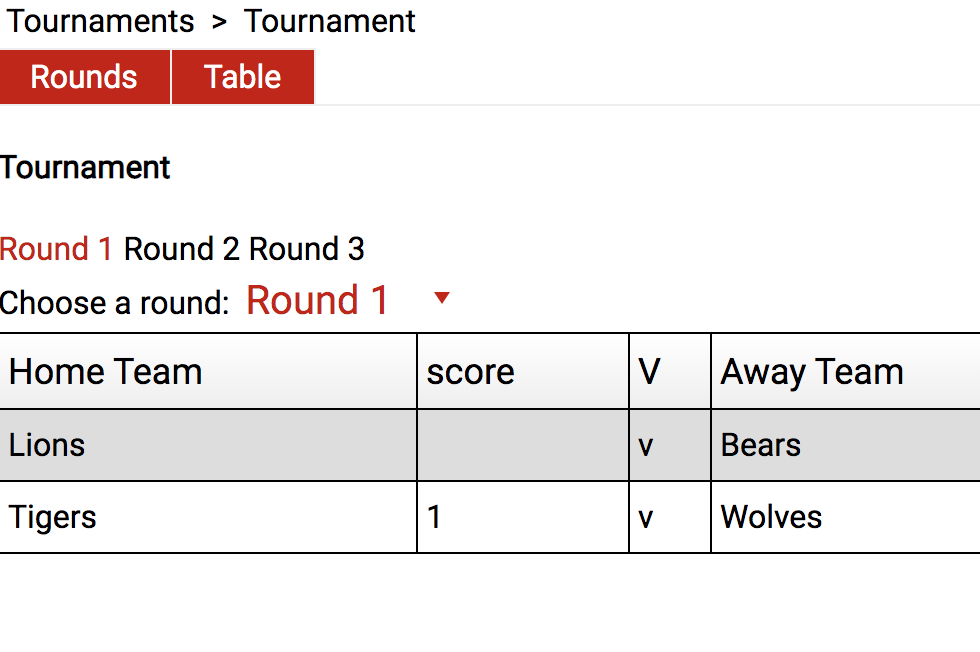 Tournaments > Tournament
Rounds Table
Tournament
Round 1 Round 2 Round 3
Choose a round: Round 1
Home Team score V Away Team
Lions v Bears
Tigers 1 v Wolves